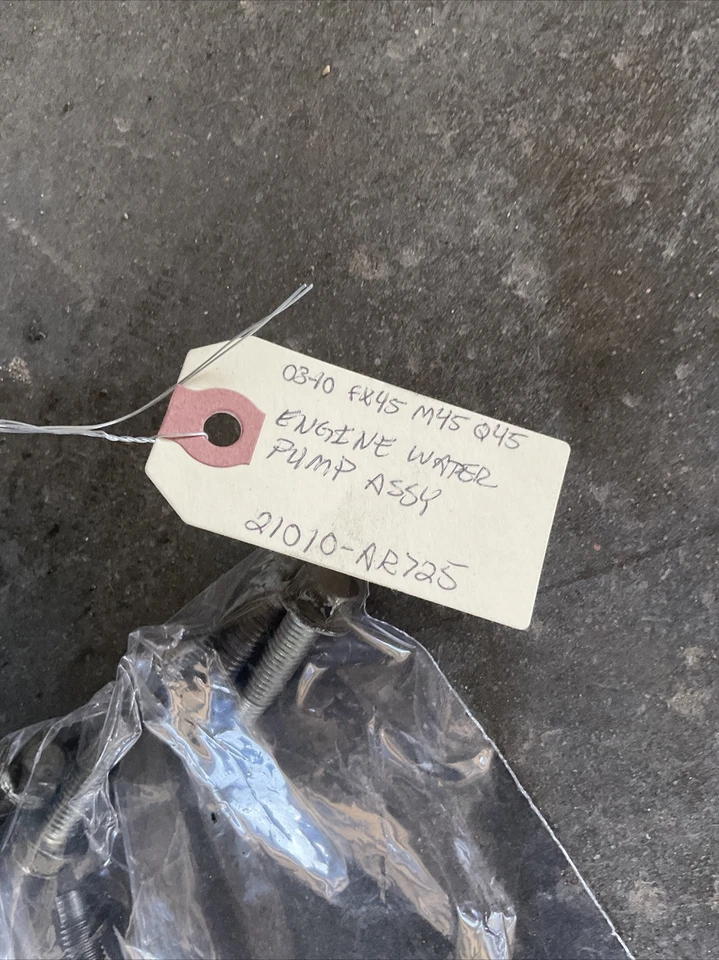 03-10 FX45 M45 Q45
ENGINE WATER
PUMP ASSY
21010-AR725